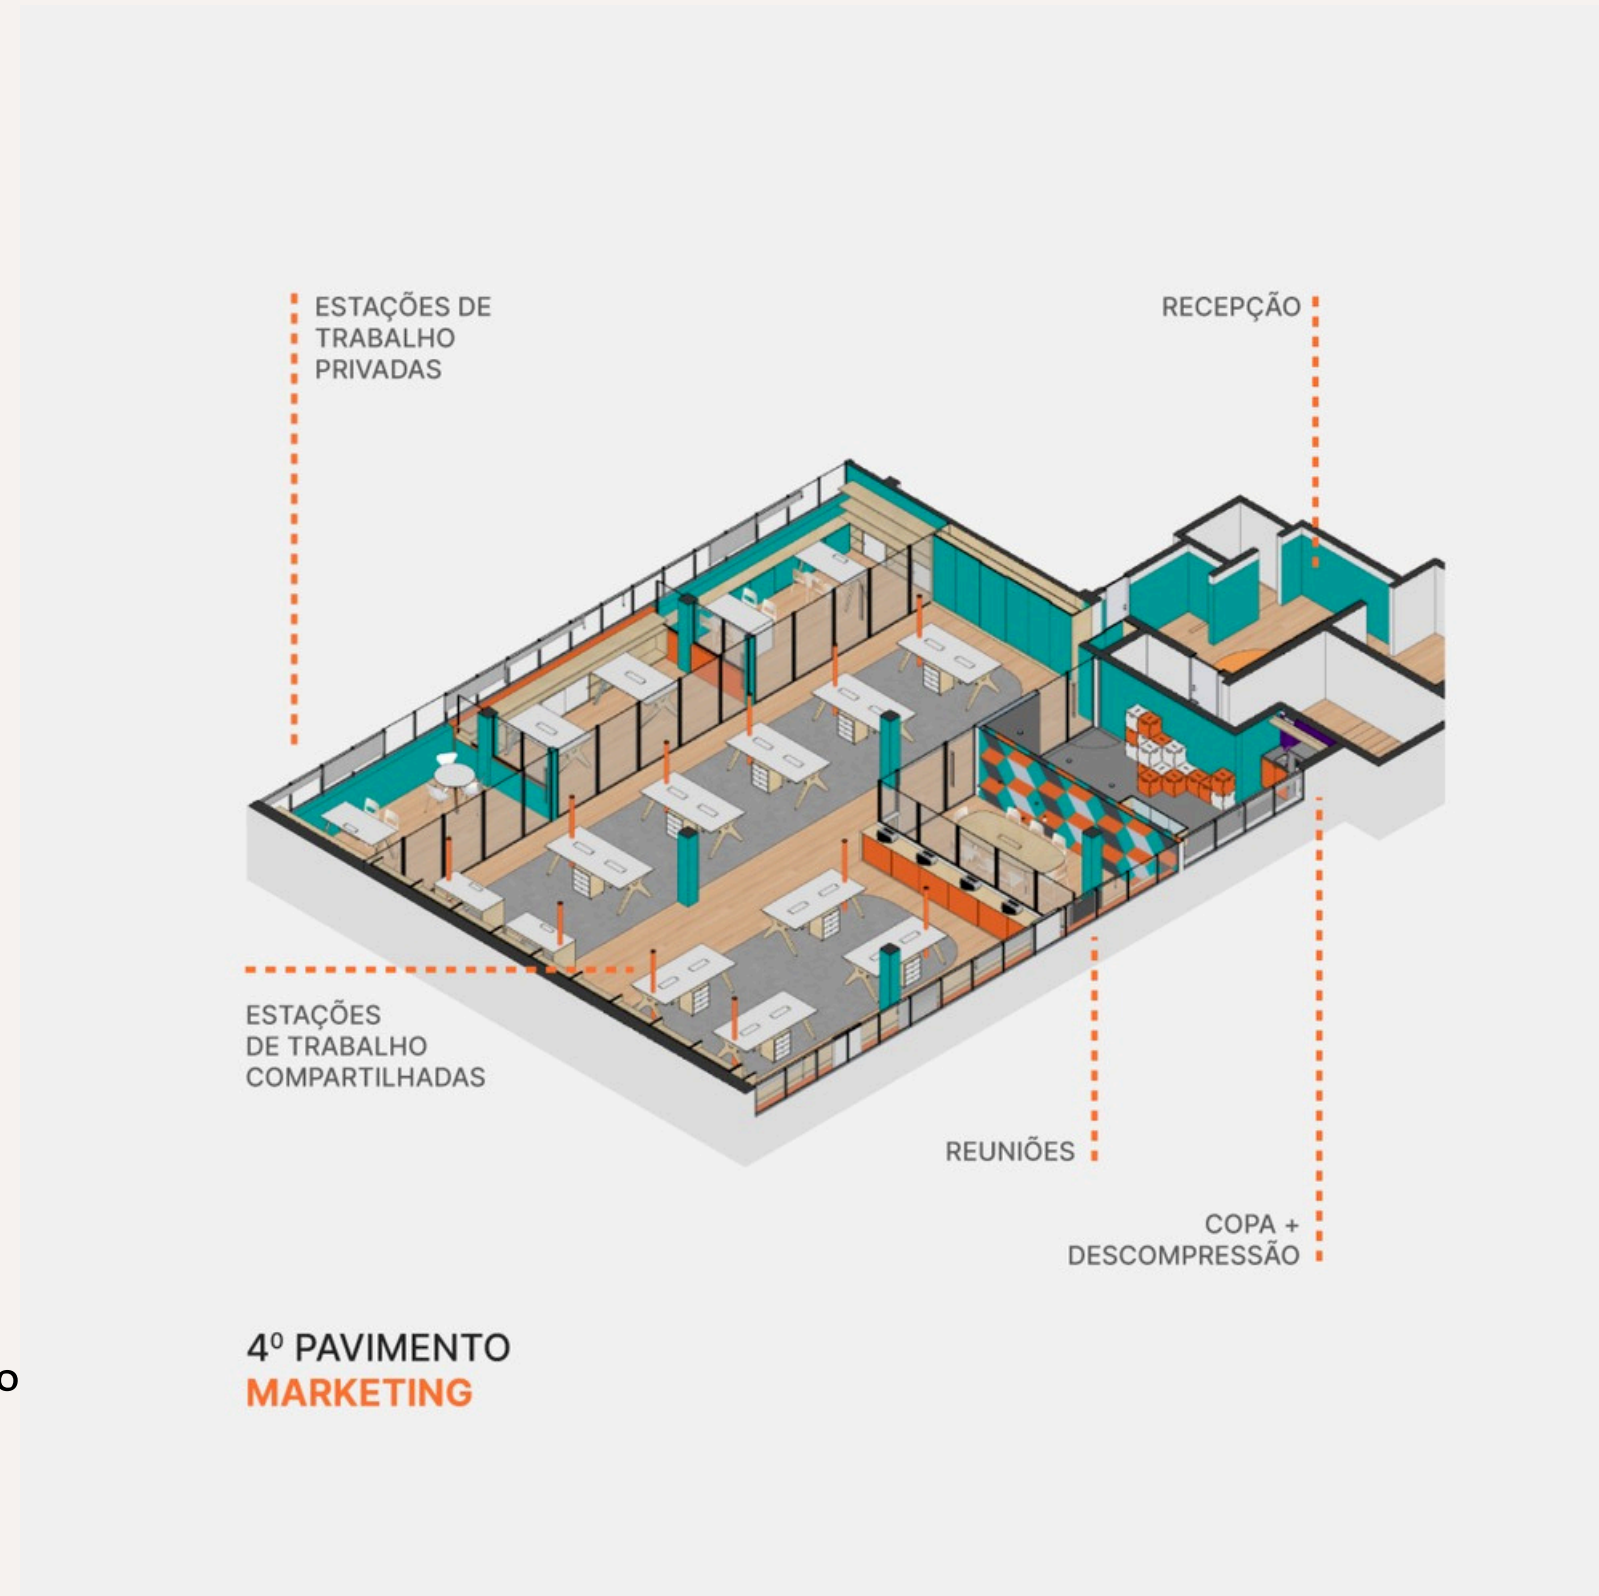 ESTAÇÕES DE
TRABALHO
PRIVADAS
RECEPÇÃO
ESTAÇÕES
DE TRABALHO
COMPARTILHADAS
REUNIÕES
COPA +
DESCOMPRESSÃO
4º PAVIMENTO
MARKETING